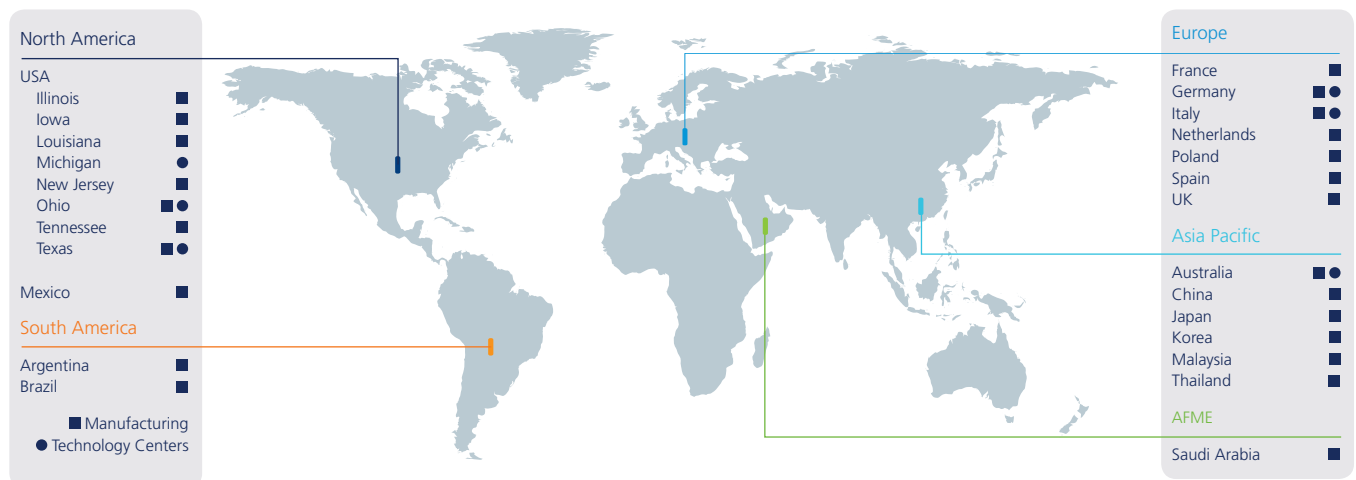 North America
USA
Illinois
Iowa
Louisiana
Michigan
New Jersey
Ohio
Tennessee
Texas
Mexico
South America
Argentina
Brazil
Manufacturing
Technology Centers
Europe
France
Germany
Italy
Netherlands
Poland
Spain
UK
Asia Pacific
Australia
China
Japan
Korea
Malaysia
Thailand
AFME
Saudi Arabia